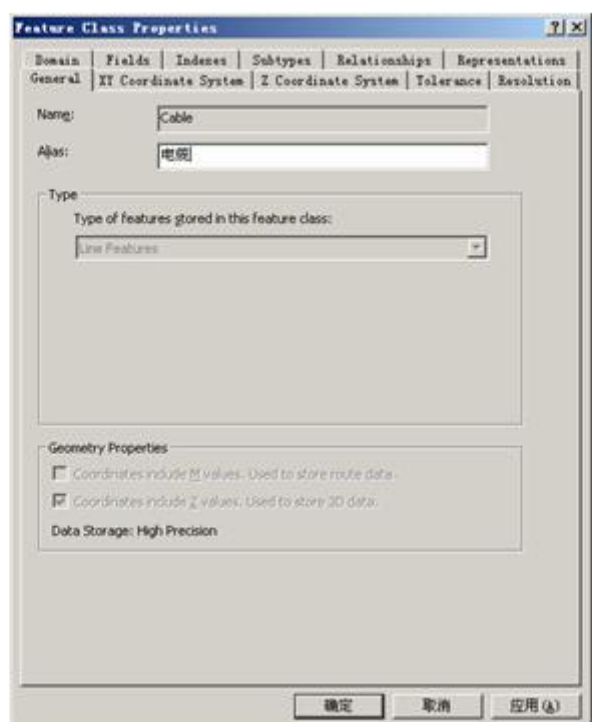 Feature Class Properties
Domain Fields Indexes Subtypes Relationships Representations
General XY Coordinate System Z Coordinate System Tolerance Resolution
Name: Cable
Alias: 电缆
Type
Type of features stored in this feature class:
Line Features
Geometry Properties
Coordinates include M values. Used to store route data.
Coordinates include Z values. Used to store 3D data.
Data Storage: High Precision
确定 取消 应用(A)